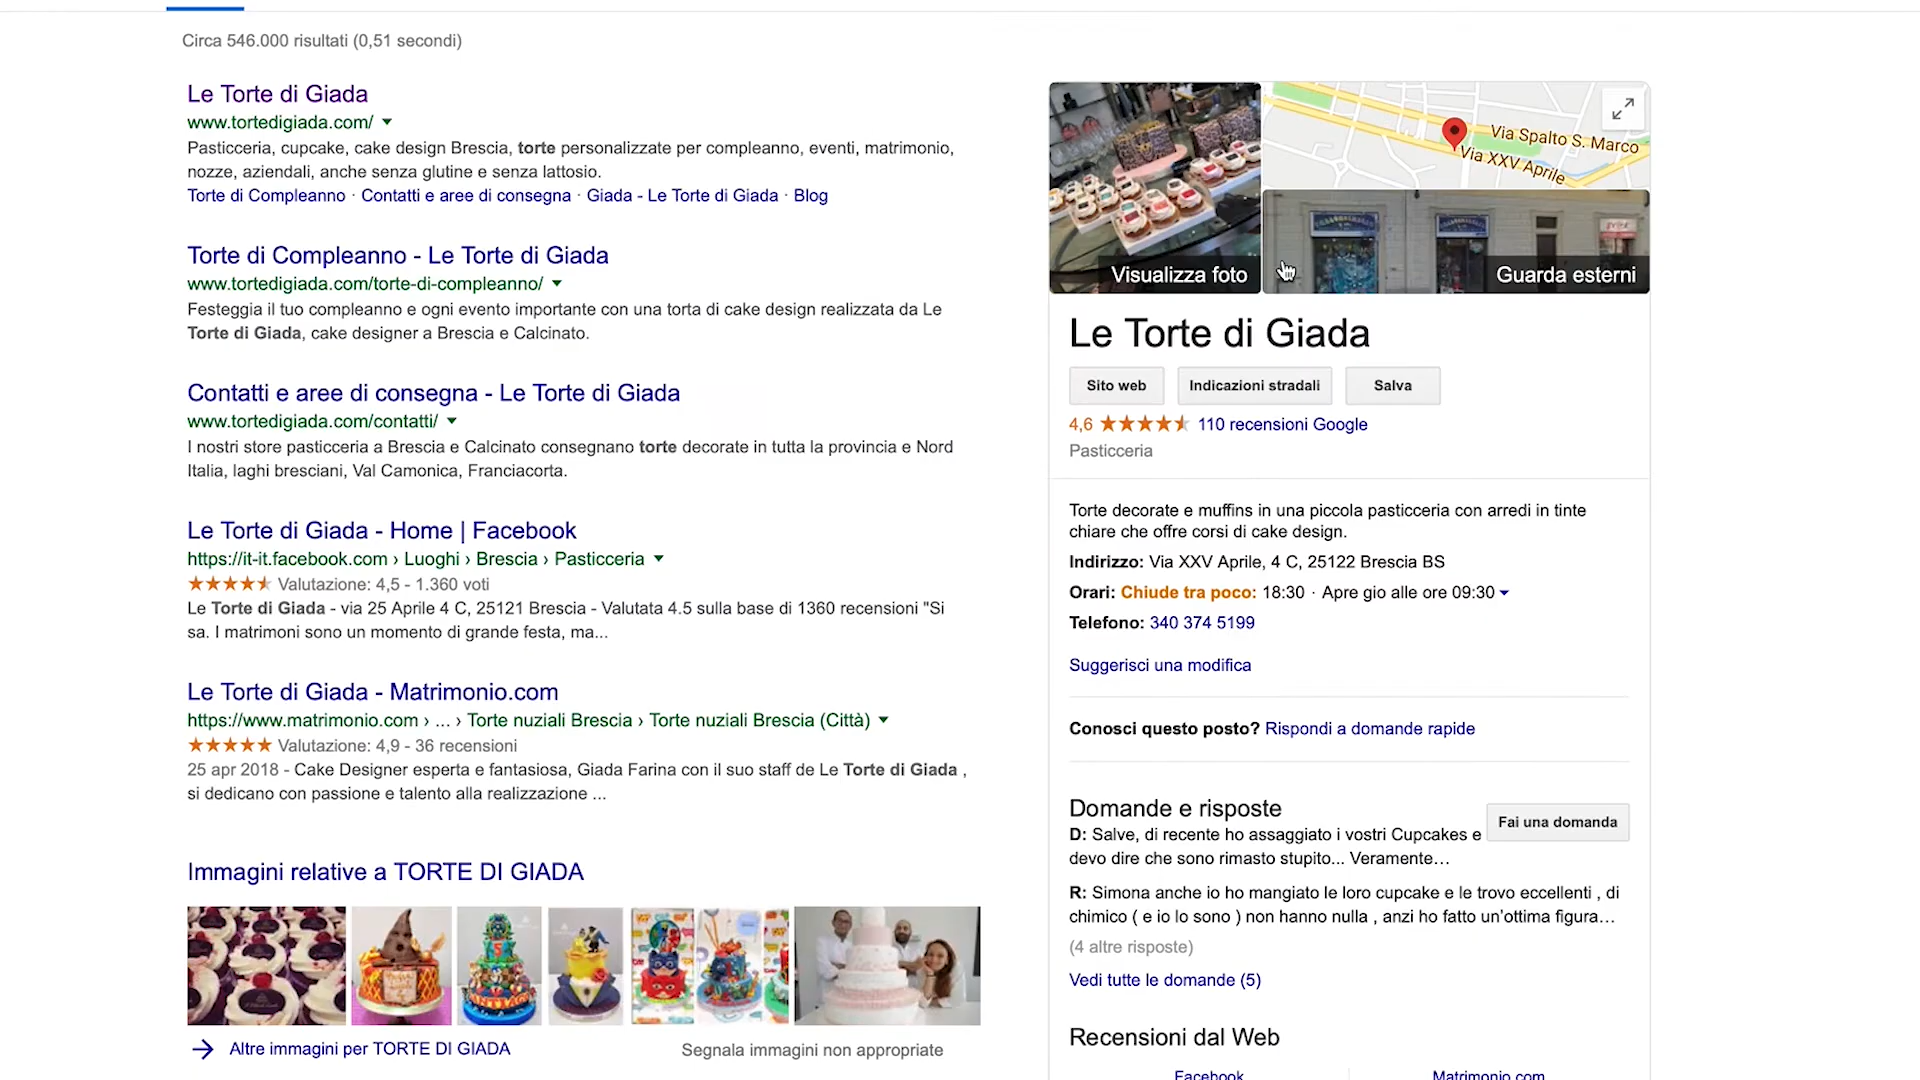 Circa 546.000 risultati (0,51 secondi)
Le Torte di Giada
www.tortedigiada.com/
Pasticceria, cupcake, cake design Brescia, torte personalizzate per compleanno, eventi, matrimonio,
nozze, aziendali, anche senza glutine e senza lattosio.
Torte di Compleanno · Contatti e aree di consegna · Giada - Le Torte di Giada · Blog
Torte di Compleanno - Le Torte di Giada
www.tortedigiada.com/torte-di-compleanno/
Festeggia il tuo compleanno e ogni evento importante con una torta di cake design realizzata da Le
Torte di Giada, cake designer a Brescia e Calcinato.
Contatti e aree di consegna - Le Torte di Giada
www.tortedigiada.com/contatti/
I nostri store pasticceria a Brescia e Calcinato consegnano torte decorate in tutta la provincia e Nord
Italia, laghi bresciani, Val Camonica, Franciacorta.
Le Torte di Giada - Home | Facebook
https://it-it.facebook.com › Luoghi › Brescia › Pasticceria
Valutazione: 4,5 - 1.360 voti
Le Torte di Giada - via 25 Aprile 4 C, 25121 Brescia - Valutata 4.5 sulla base di 1360 recensioni "Si
sa. I matrimoni sono un momento di grande festa, ma...
Le Torte di Giada - Matrimonio.com
https://www.matrimonio.com › ... › Torte nuziali Brescia › Torte nuziali Brescia (Città)
Valutazione: 4,9 - 36 recensioni
25 apr 2018 - Cake Designer esperta e fantasiosa, Giada Farina con il suo staff de Le Torte di Giada ,
si dedicano con passione e talento alla realizzazione ...
Immagini relative a TORTE DI GIADA
Altre immagini per TORTE DI GIADA
Segnala immagini non appropriate
Via Spalto S. Marco
Via XXV Aprile
Visualizza foto
Guarda esterni
Le Torte di Giada
Sito web
Indicazioni stradali
Salva
4,6 110 recensioni Google
Pasticceria
Torte decorate e muffins in una piccola pasticceria con arredi in tinte
chiare che offre corsi di cake design.
Indirizzo: Via XXV Aprile, 4 C, 25122 Brescia BS
Orari: Chiude tra poco: 18:30 · Apre gio alle ore 09:30
Telefono: 340 374 5199
Suggerisci una modifica
Conosci questo posto? Rispondi a domande rapide
Domande e risposte
Fai una domanda
D: Salve, di recente ho assaggiato i vostri Cupcakes e
devo dire che sono rimasto stupito... Veramente…
R: Simona anche io ho mangiato le loro cupcake e le trovo eccellenti , di
chimico ( e io lo sono ) non hanno nulla , anzi ho fatto un'ottima figura…
(4 altre risposte)
Vedi tutte le domande (5)
Recensioni dal Web
Facebook
Matrimonio.com